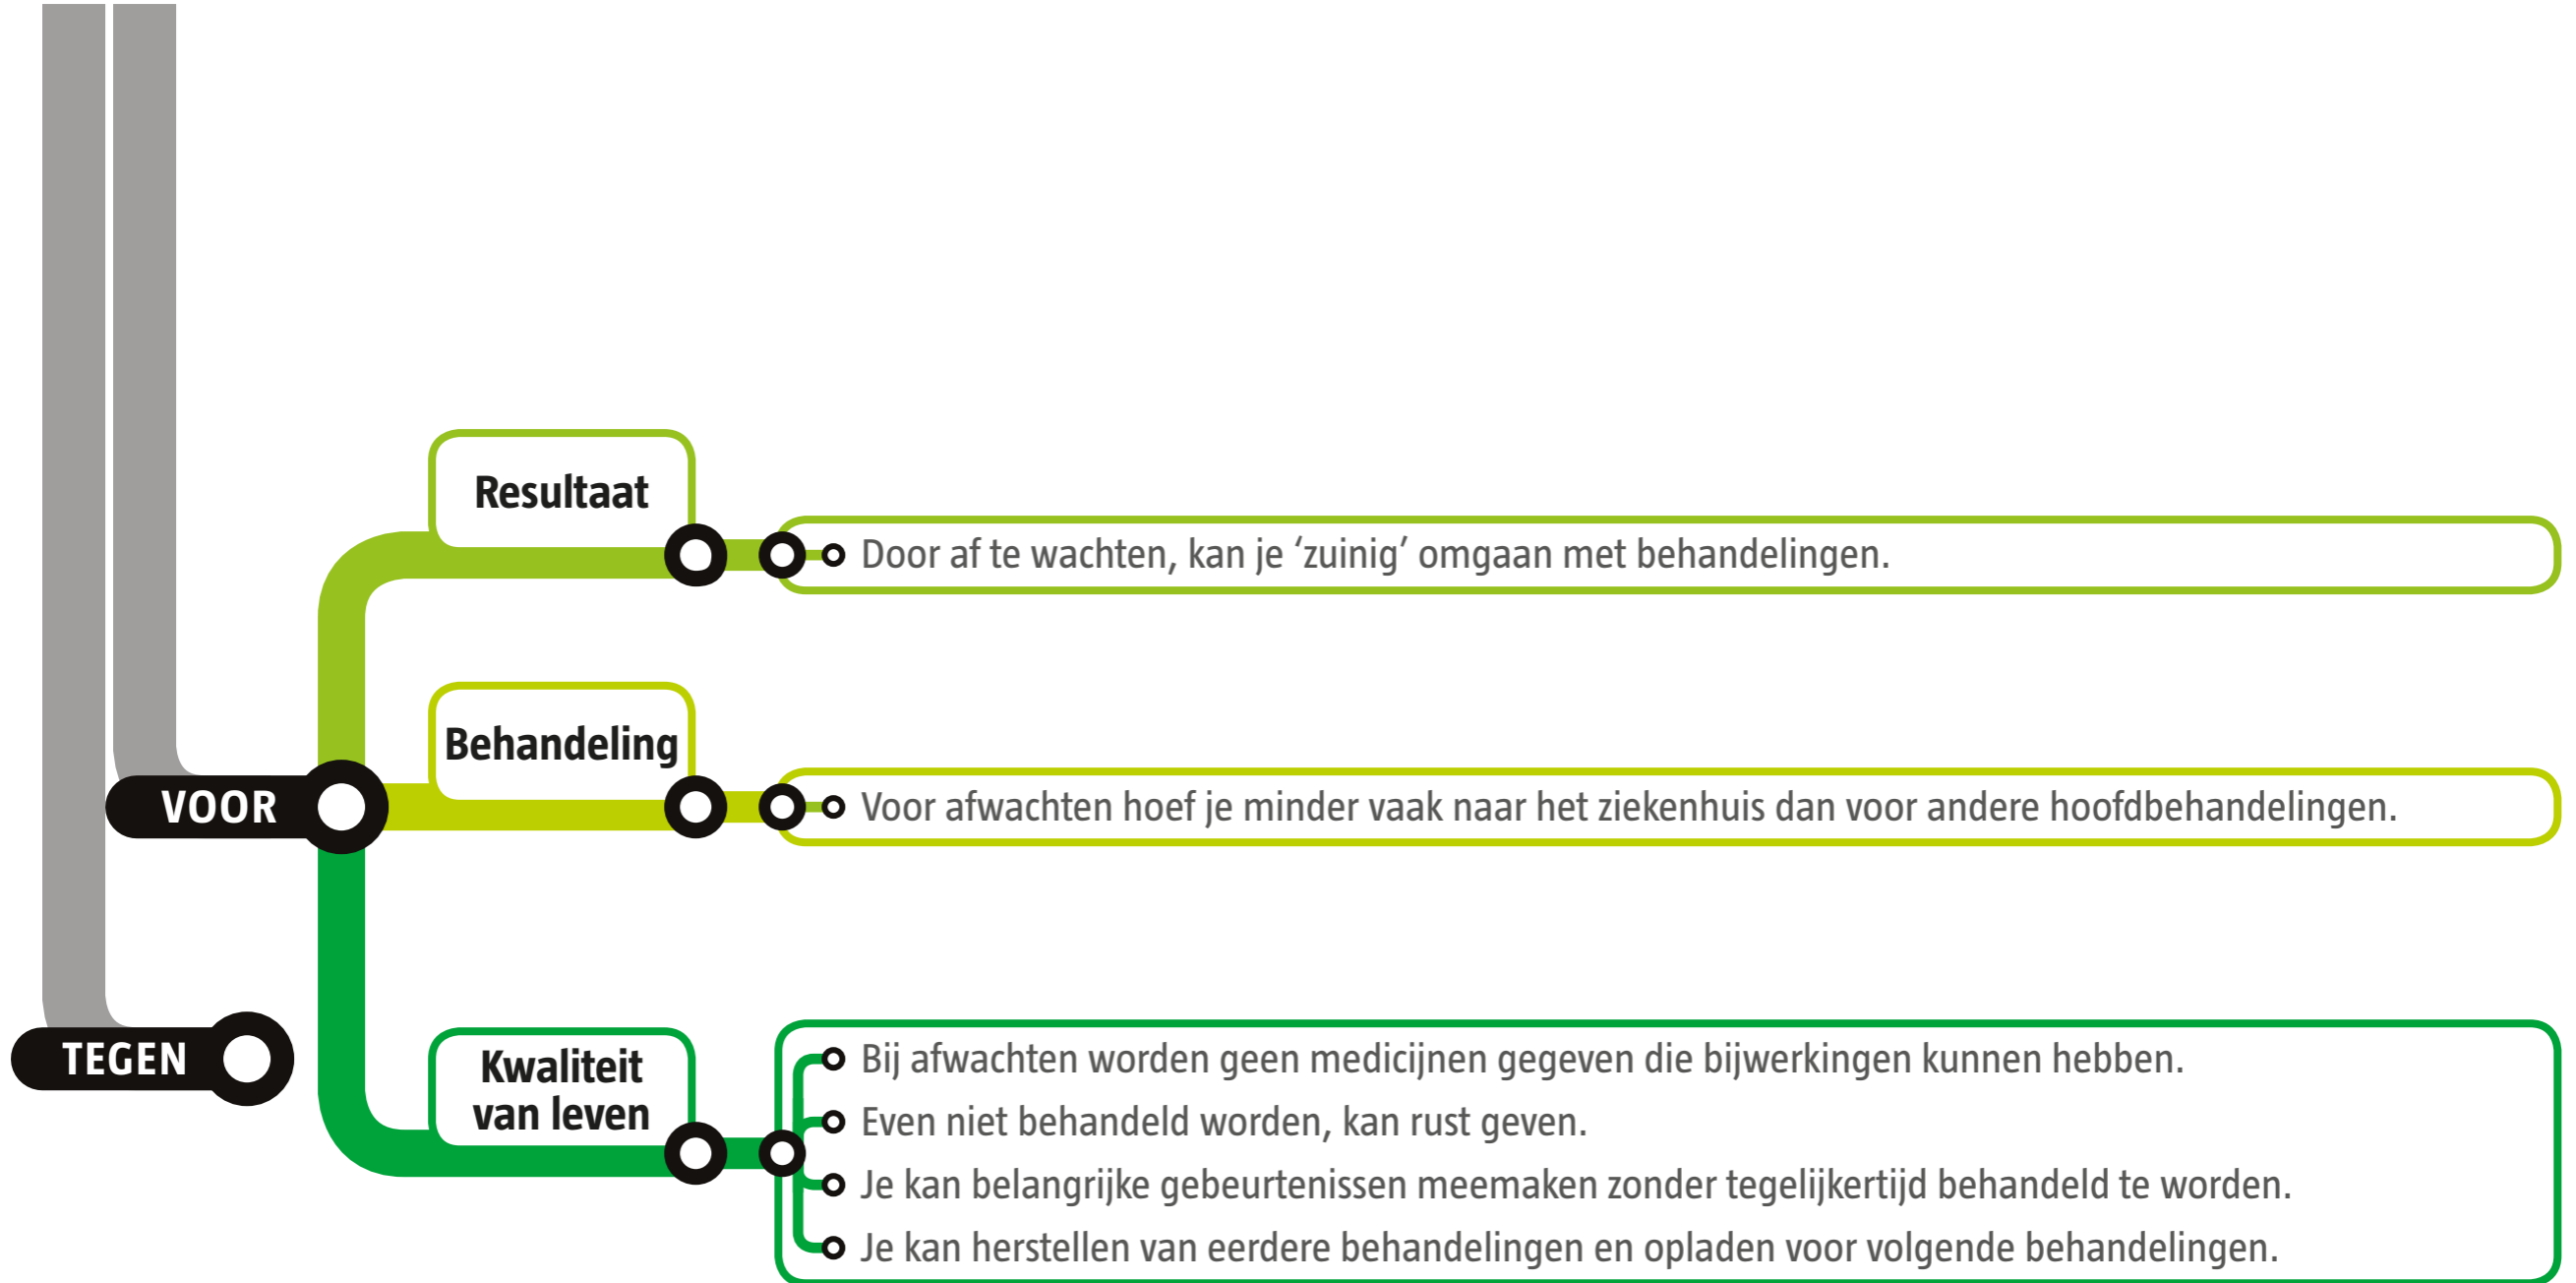 Resultaat
Door af te wachten, kan je ‘zuinig’ omgaan met behandelingen.
Behandeling
VOOR
Voor afwachten hoef je minder vaak naar het ziekenhuis dan voor andere hoofdbehandelingen.
TEGEN
Kwaliteit
van leven
Bij afwachten worden geen medicijnen gegeven die bijwerkingen kunnen hebben.
Even niet behandeld worden, kan rust geven.
Je kan belangrijke gebeurtenissen meemaken zonder tegelijkertijd behandeld te worden.
Je kan herstellen van eerdere behandelingen en opladen voor volgende behandelingen.